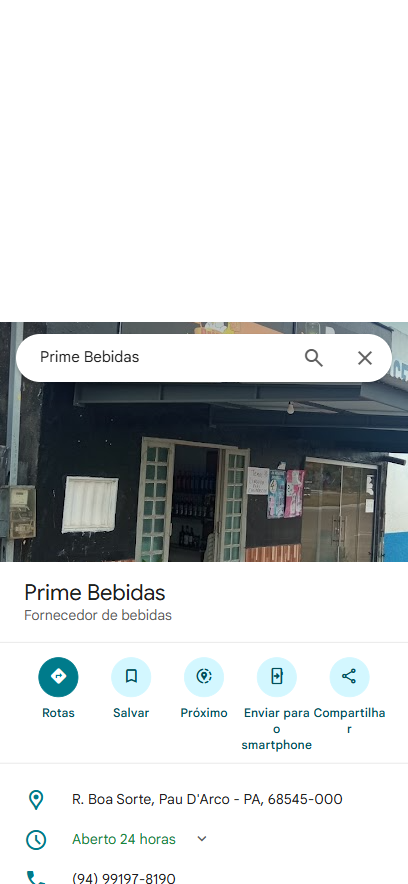 Prime Bebidas
Prime Bebidas
Fornecedor de bebidas
Rotas
Salvar
Próximo
Enviar para o smartphone
Compartilhar
R. Boa Sorte, Pau D'Arco - PA, 68545-000
Aberto 24 horas
(94) 99197-8190